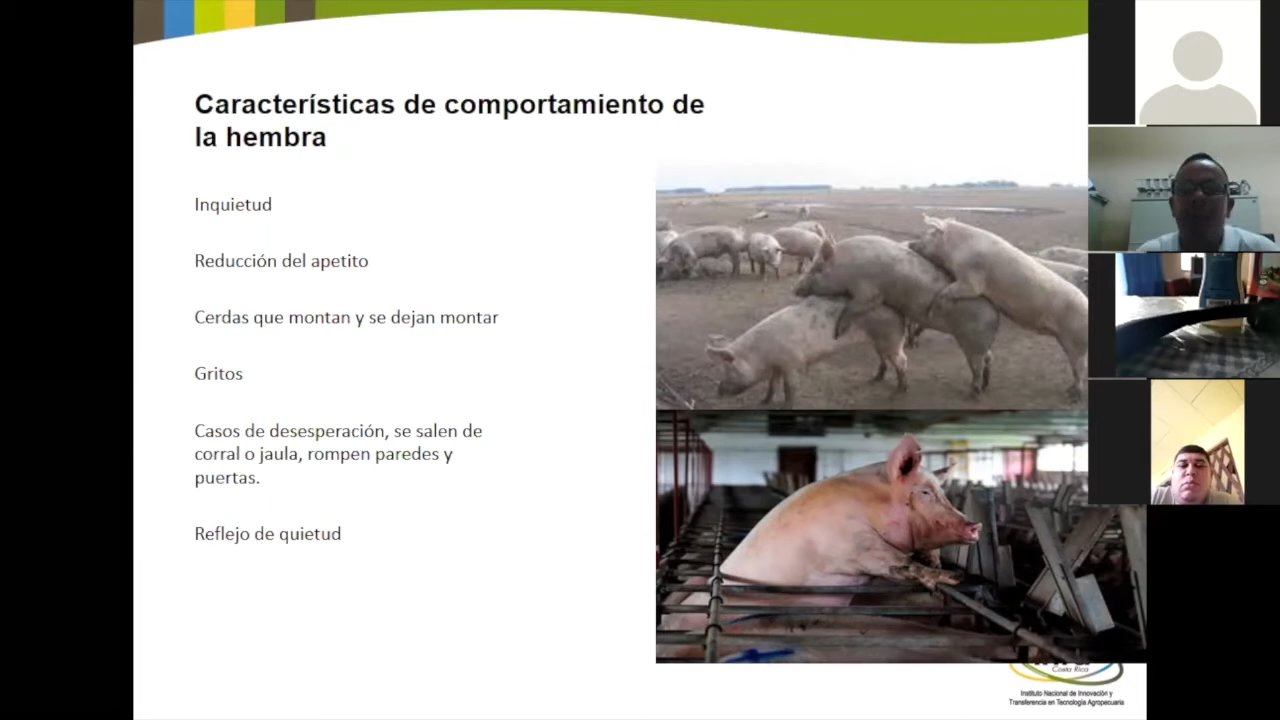 Características de comportamiento de
la hembra
Inquietud
Reducción del apetito
Cerdas que montan y se dejan montar
Gritos
Casos de desesperación, se salen de
corral o jaula, rompen paredes y
puertas.
Reflejo de quietud
Costa Rica
Instituto Nacional de Innovación y
Transferencia en Tecnología Agropecuaria